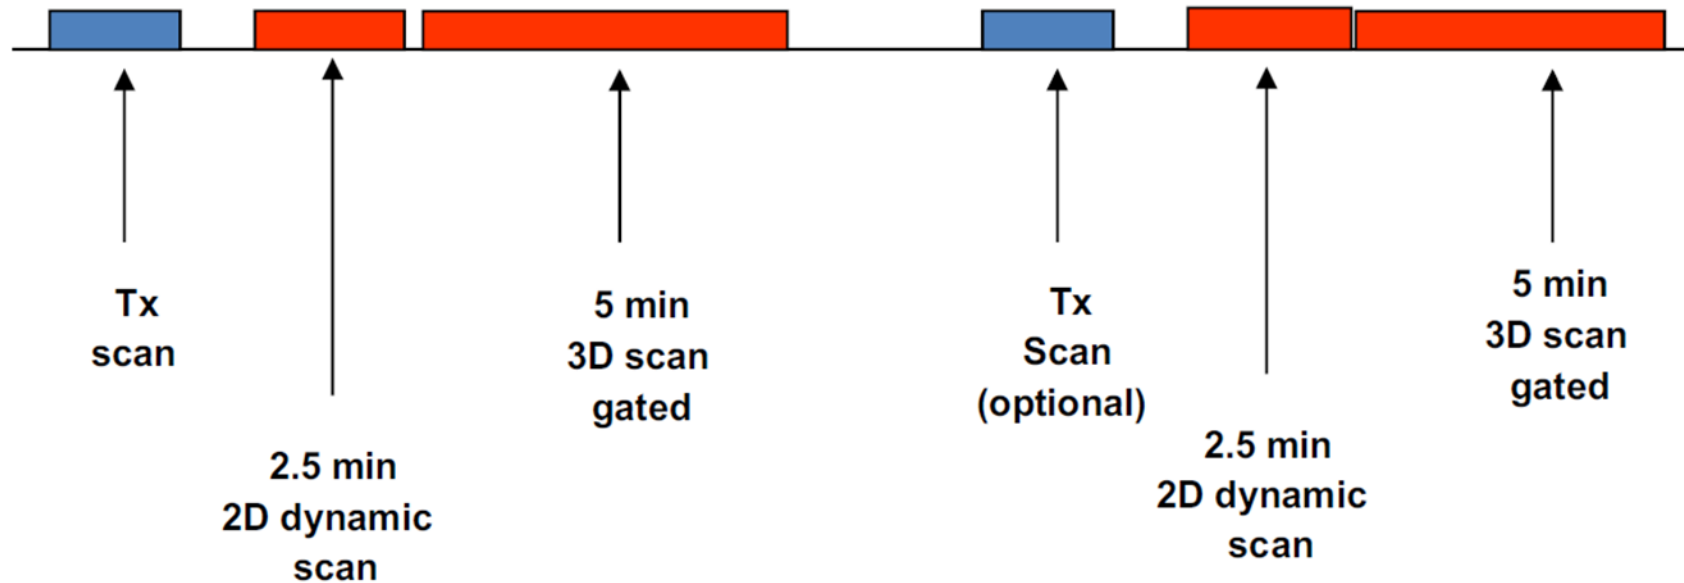 Tx
scan
2.5 min
2D dynamic
scan
5 min
3D scan
gated
Tx
Scan
(optional)
2.5 min
2D dynamic
scan
5 min
3D scan
gated